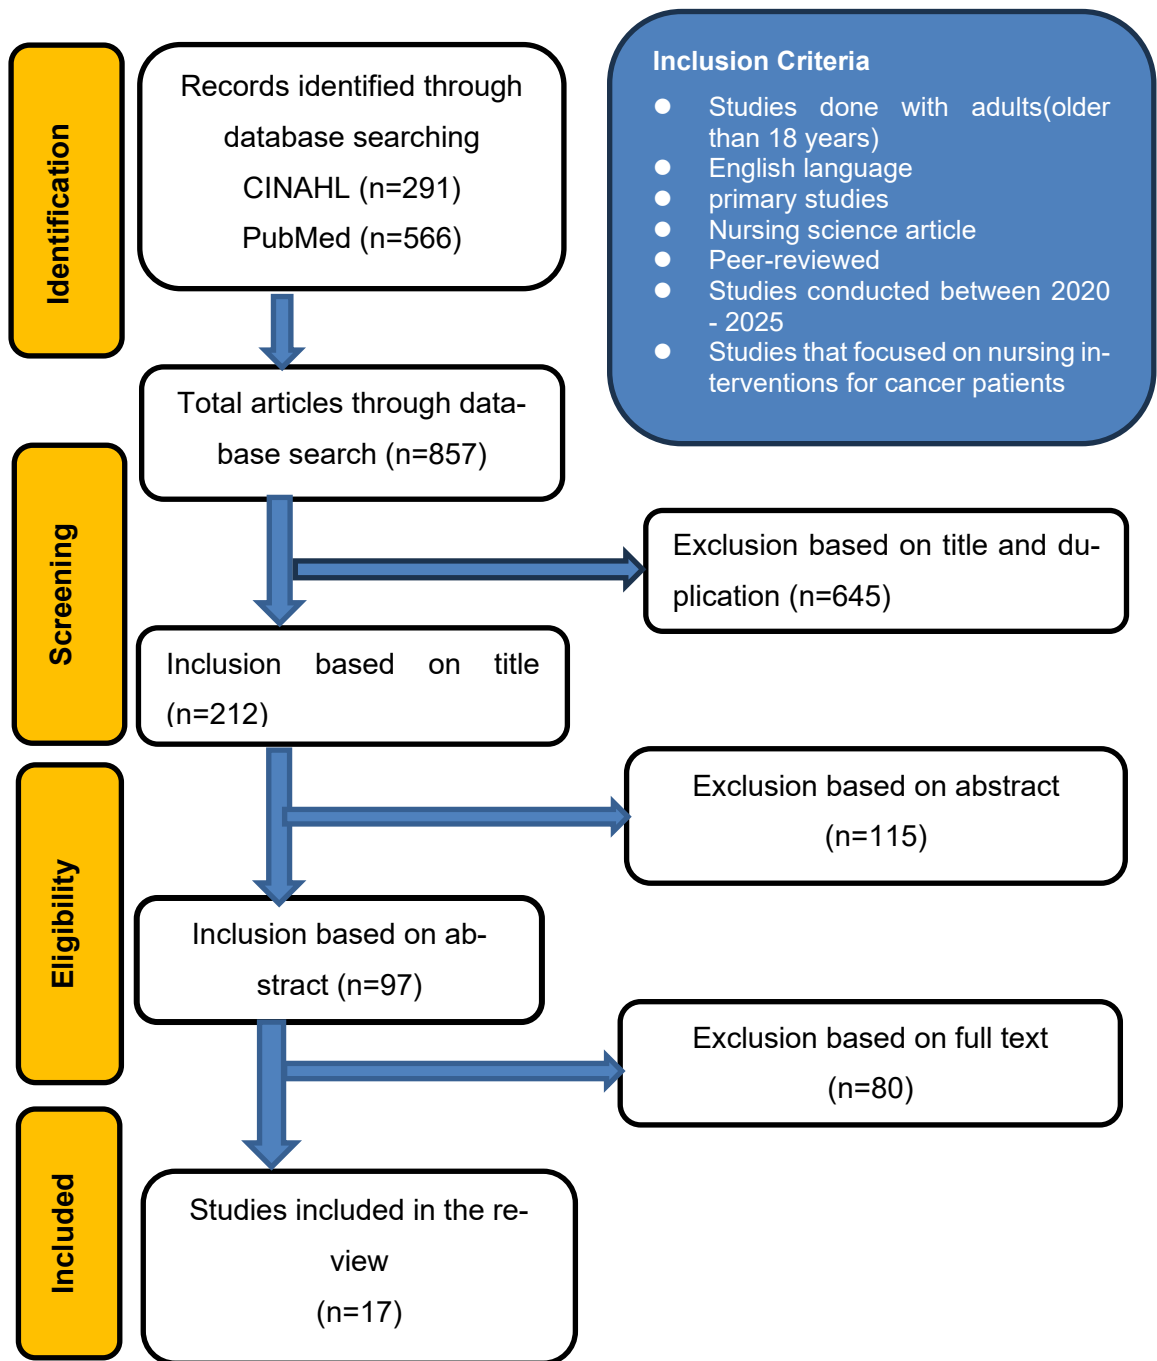 Identification
Records identified through
database searching
CINAHL (n=291)
PubMed (n=566)
Inclusion Criteria
● Studies done with adults(older
than 18 years)
● English language
● primary studies
● Nursing science article
● Peer-reviewed
● Studies conducted between 2020
- 2025
● Studies that focused on nursing in-
terventions for cancer patients
Total articles through data-
base search (n=857)
Screening
Exclusion based on title and du-
plication (n=645)
Inclusion based on title
(n=212)
Eligibility
Exclusion based on abstract
(n=115)
Inclusion based on ab-
stract (n=97)
Exclusion based on full text
(n=80)
Included
Studies included in the re-
view
(n=17)